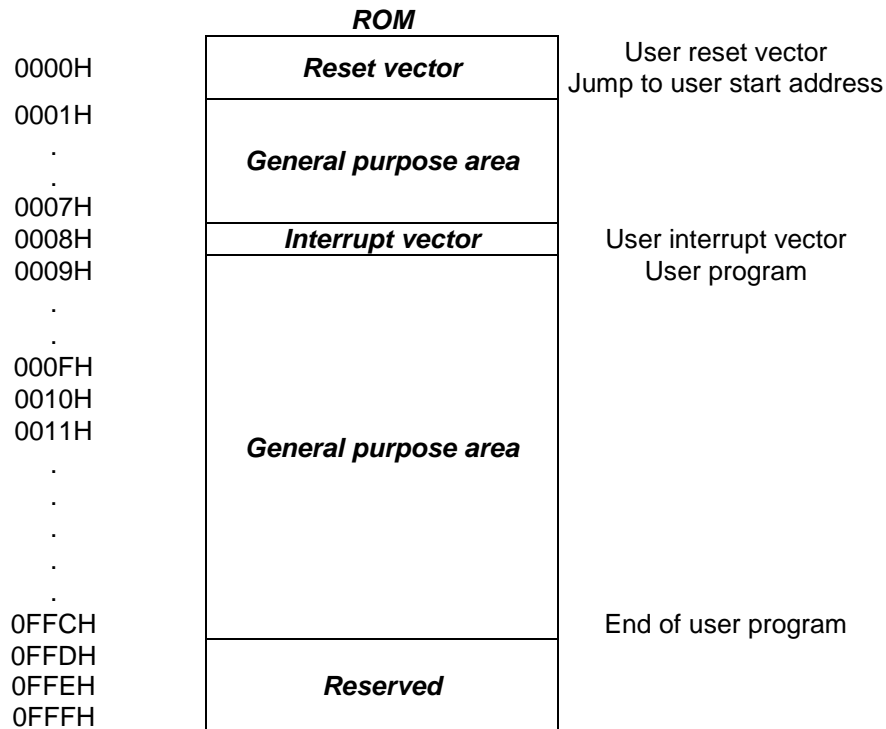 ROM
0000H Reset vector User reset vector
Jump to user start address
0001H
.
General purpose area
.
0007H
0008H Interrupt vector User interrupt vector
0009H User program
.
.
000FH
0010H
0011H
General purpose area
.
.
.
.
.
0FFCH End of user program
0FFDH
0FFEH Reserved
0FFFH